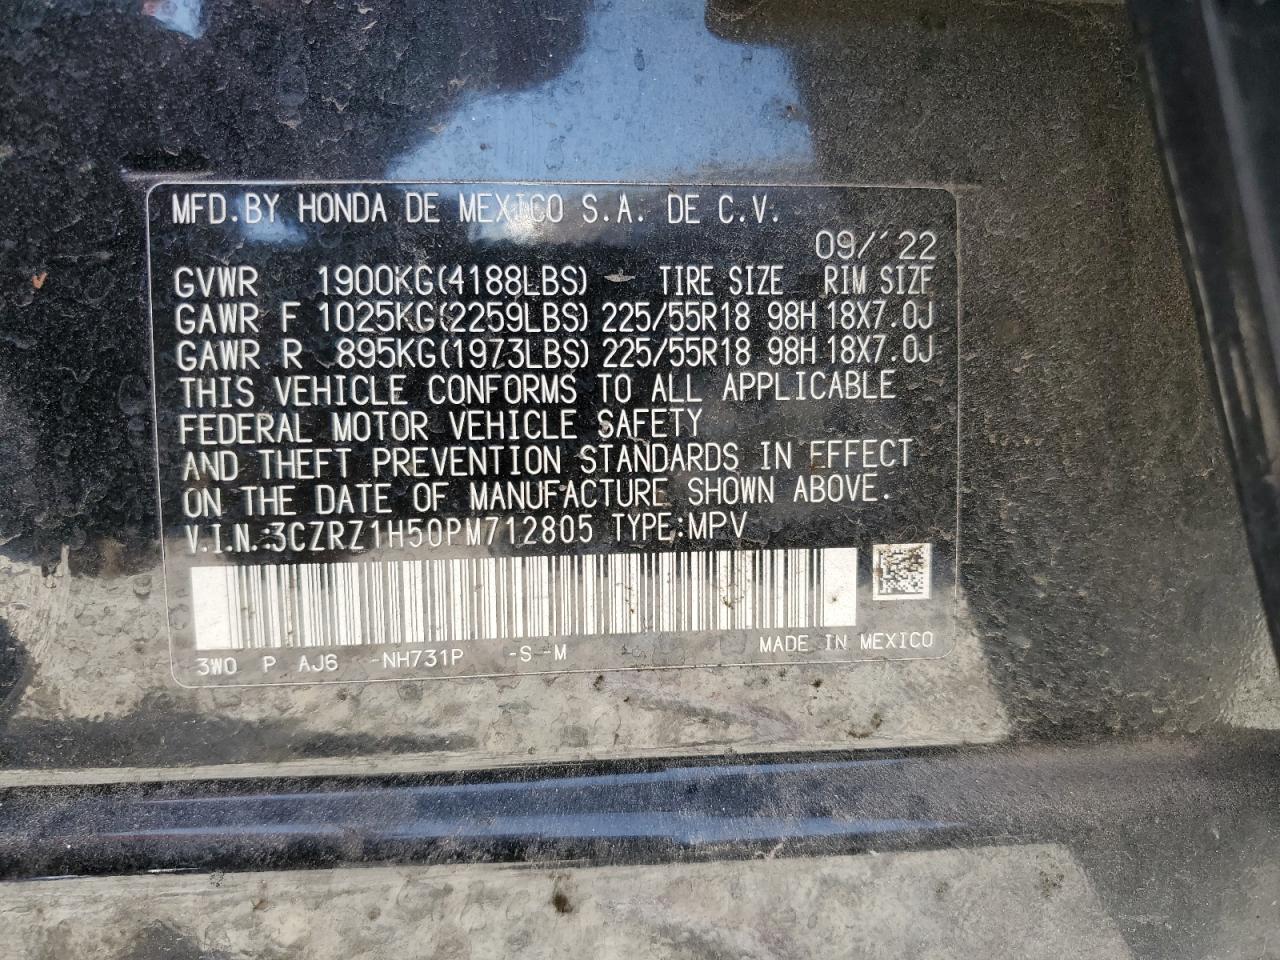 MFD.BY HONDA DE MEXICO S.A. DE C.V.
09/'22
GVWR 1900KG(4188LBS) TIRE SIZE RIM SIZE
GAWR F 1025KG(2259LBS) 225/55R18 98H 18X7.0J
GAWR R 895KG(1973LBS) 225/55R18 98H 18X7.0J
THIS VEHICLE CONFORMS TO ALL APPLICABLE
FEDERAL MOTOR VEHICLE SAFETY
AND THEFT PREVENTION STANDARDS IN EFFECT
ON THE DATE OF MANUFACTURE SHOWN ABOVE.
V.I.N.:3CZRZ1H50PM712805 TYPE:MPV
3W0 P AJ6 -NH731P -S -M MADE IN MEXICO